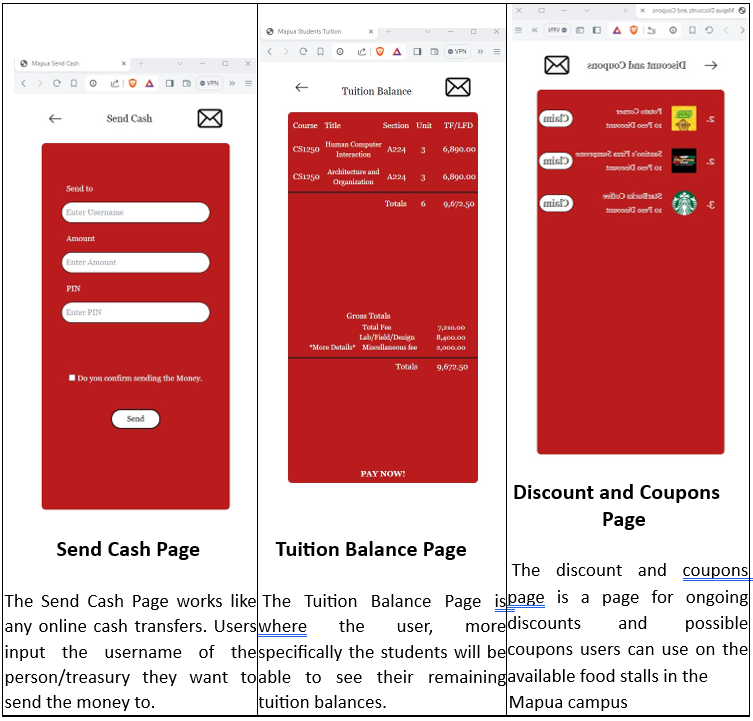 Mapua Send Cash
VPN
Send Cash
Send to
Enter Username
Amount
Enter Amount
PIN
Enter PIN
Do you confirm sending the Money.
Send
Send Cash Page
The Send Cash Page works like
any online cash transfers. Users
input the username of the
person/treasury they want to
send the money to.
Mapua Students Tuition
VPN
Tuition Balance
Course Title Section Unit TF/LFD
CS1250 Human Computer Interaction A224 3 6,890.00
CS1250 Architecture and Organization A224 3 6,890.00
Totals 6 9,672.50
Gross Totals
Total Fee 7,210.00
Lab/Field/Design 8,400.00
*More Details* Miscellaneous fee 2,000.00
Totals 9,672.50
PAY NOW!
Tuition Balance Page
The Tuition Balance Page is
where the user, more
specifically the students will be
able to see their remaining
tuition balances.
Mapua Discounts and Coupons
VPN
Discount and Coupons
2. Potato Corner
10 Peso Discount
Claim
2. Santino's Pizza Sumpreme
10 Peso Discount
Claim
3. StarBucks Coffee
10 Peso Discount
Claim
Discount and Coupons
Page
The discount and coupons
page is a page for ongoing
discounts and possible
coupons users can use on the
available food stalls in the
Mapua campus